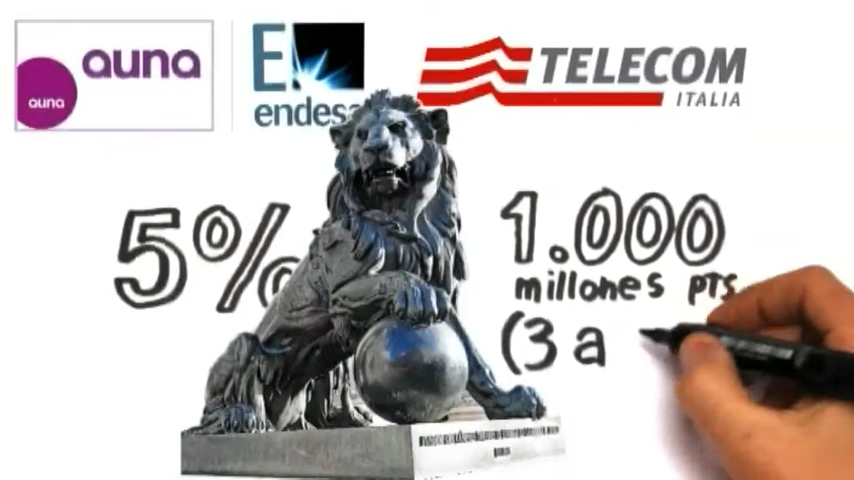 auna
auna
E
endesa
TELECOM
ITALIA
5%
1.000
millones PTS.
(3 a